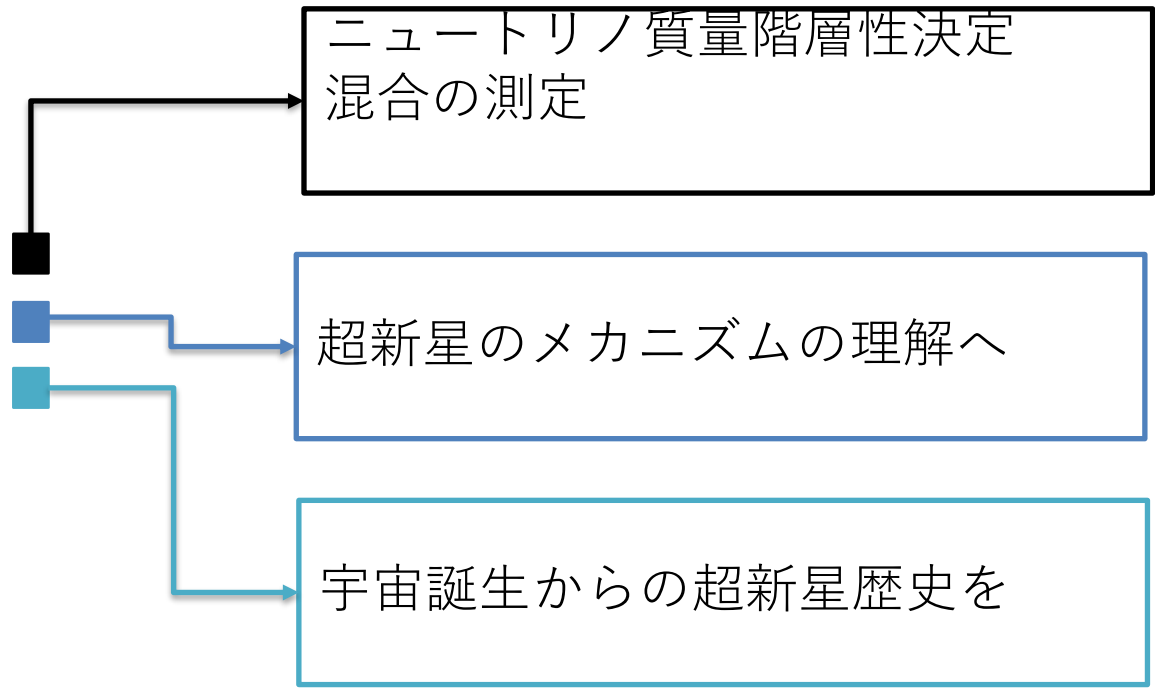 ニュートリノ質量階層性決定
混合の測定
超新星のメカニズムの理解へ
宇宙誕生からの超新星歴史を